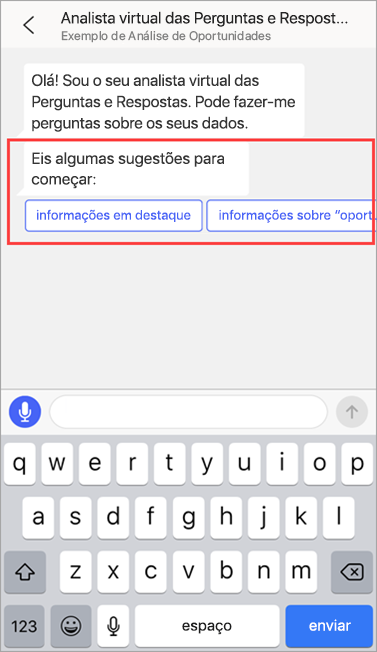 Analista virtual das Perguntas e Respost...
Exemplo de Análise de Oportunidades
Olá! Sou o seu analista virtual das
Perguntas e Respostas. Pode fazer-me
perguntas sobre os seus dados.
Eis algumas sugestões para
começar:
informações em destaque
informações sobre "oport
q w e r t y u i o p
a s d f g h j k l
z x c v b n m
123 espaço enviar